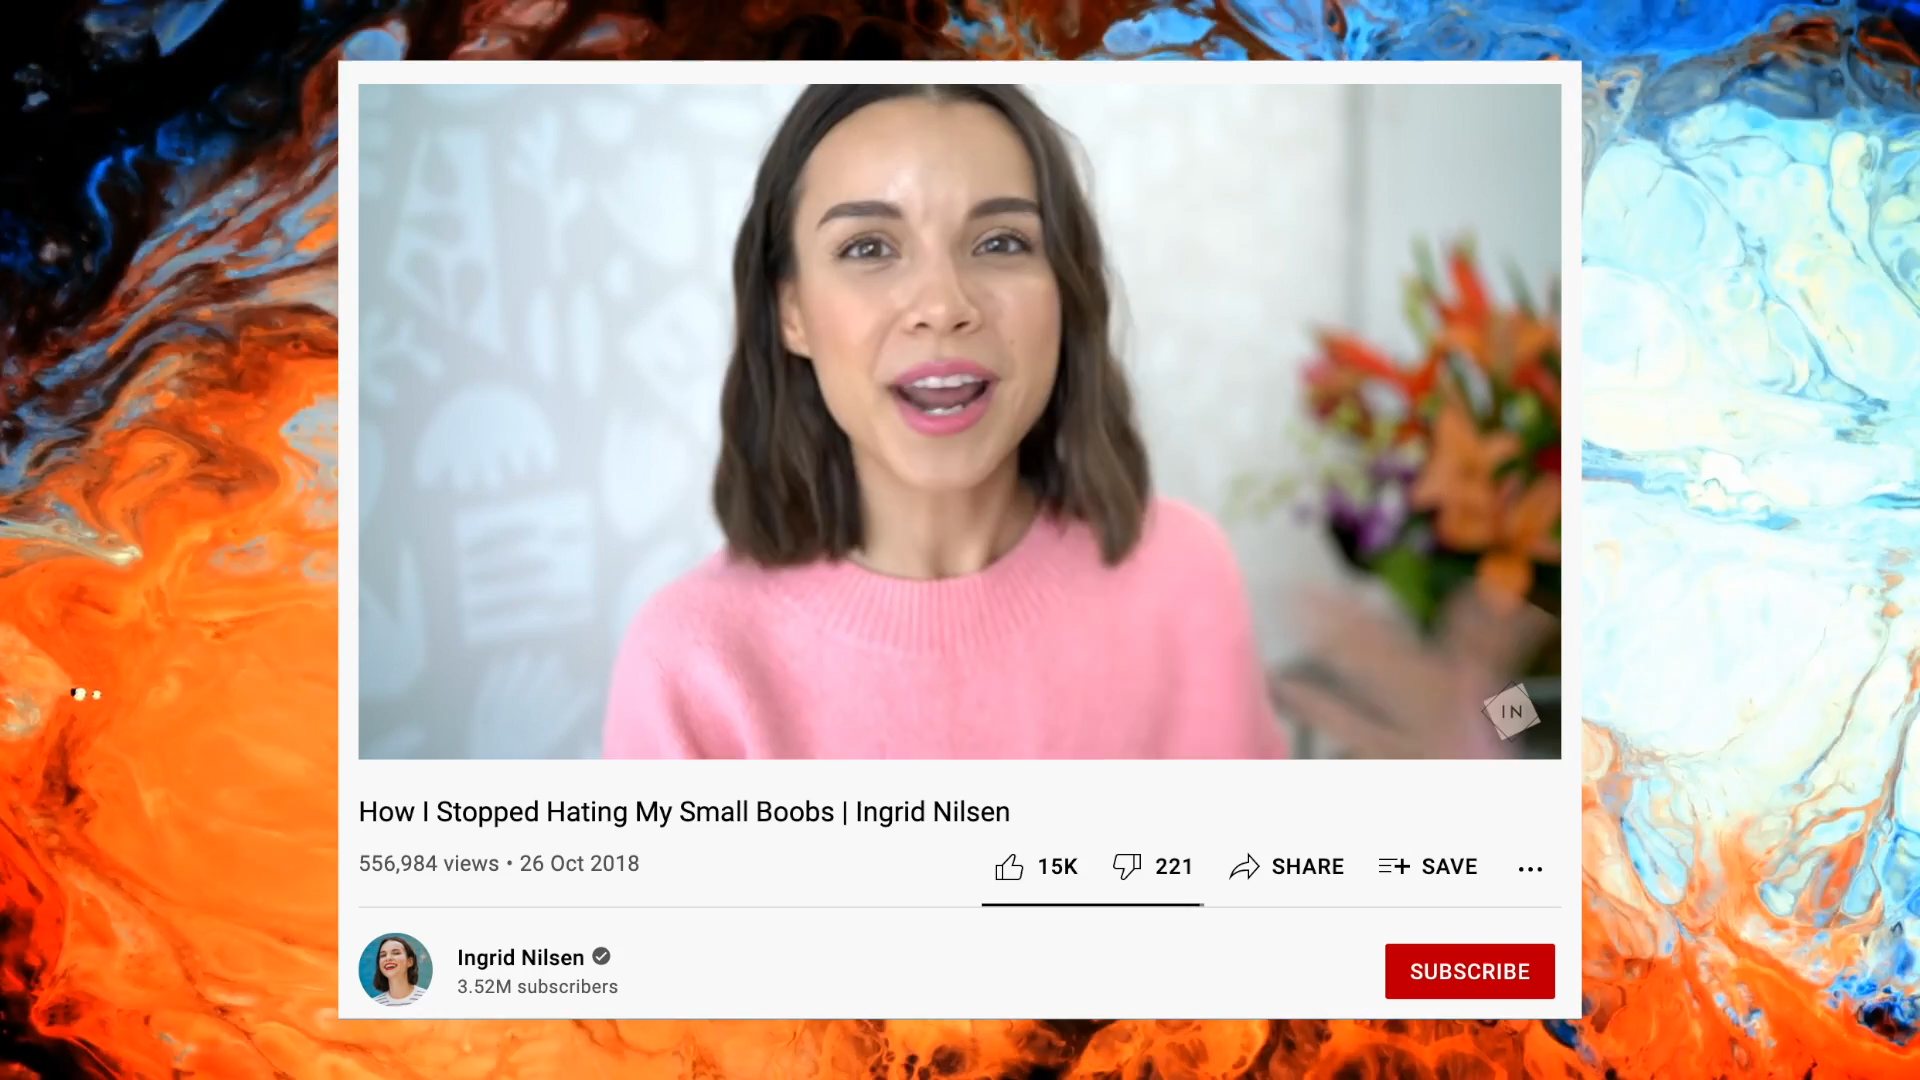 IN
How I Stopped Hating My Small Boobs | Ingrid Nilsen
556,984 views • 26 Oct 2018
15K
221
SHARE
SAVE
Ingrid Nilsen
3.52M subscribers
SUBSCRIBE